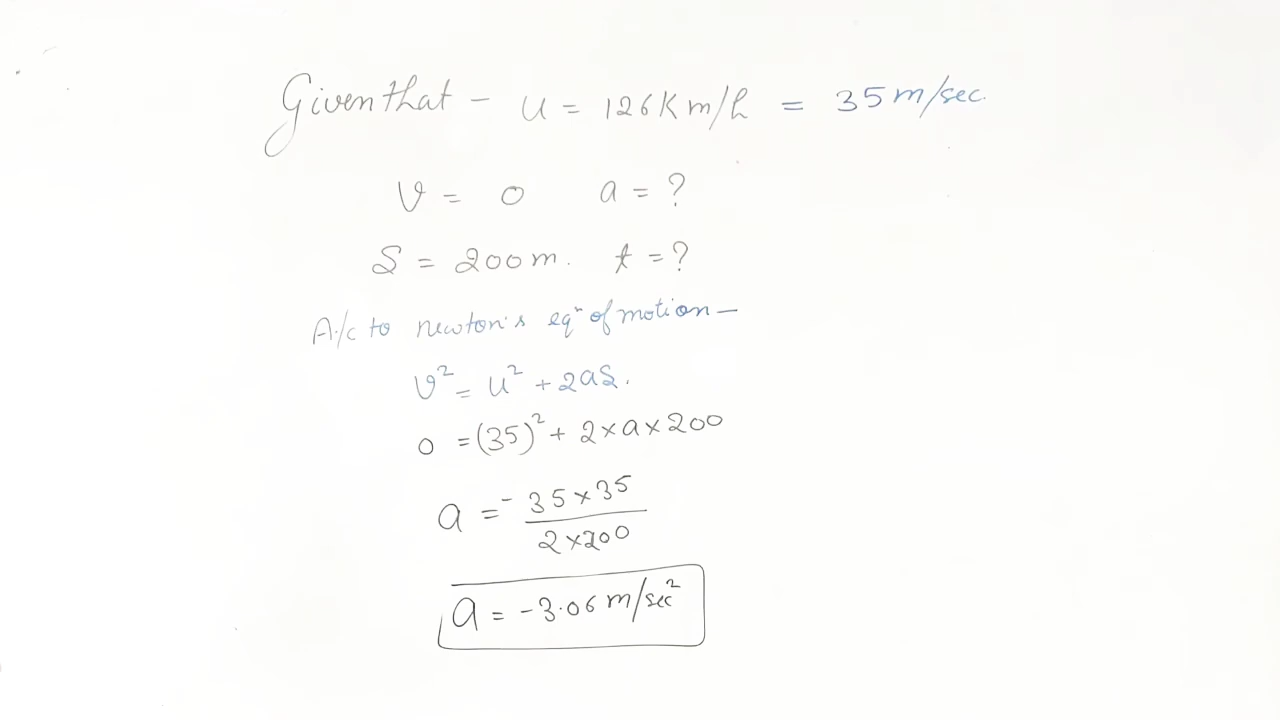 Given that - u = 126 Km/h = 35 m/sec.
v = 0 a = ?
S = 200m. t = ?
A/c to newton's eqⁿ of motion -
v² = u² + 2aS.
0 = (35)² + 2×a×200
a = - 35×35 / 2×200
a = -3.06 m/sec²